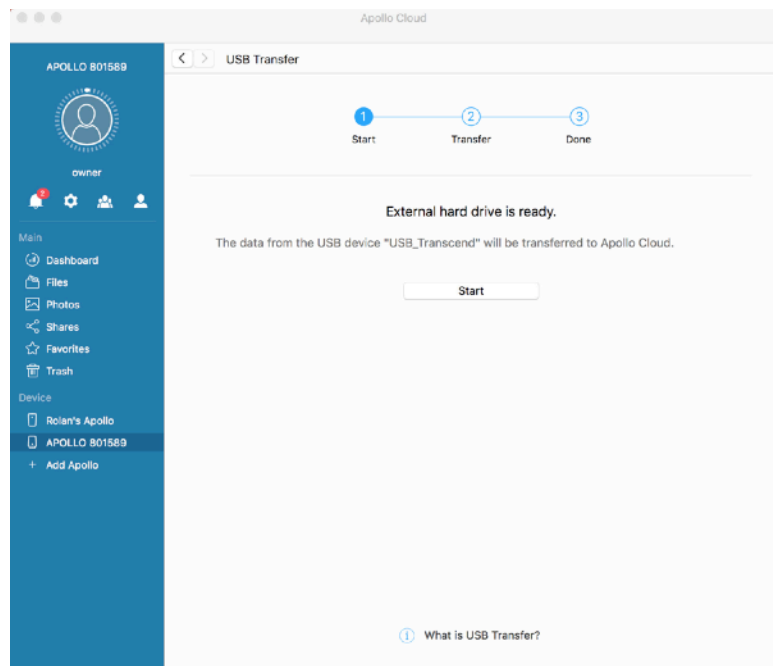 Apollo Cloud
APOLLO 801589
owner
2
Main
Dashboard
Files
Photos
Shares
Favorites
Trash
Device
Rolan's Apollo
APOLLO 801589
+ Add Apollo
< > USB Transfer
1 2 3
Start Transfer Done
External hard drive is ready.
The data from the USB device "USB_Transcend" will be transferred to Apollo Cloud.
Start
i What is USB Transfer?